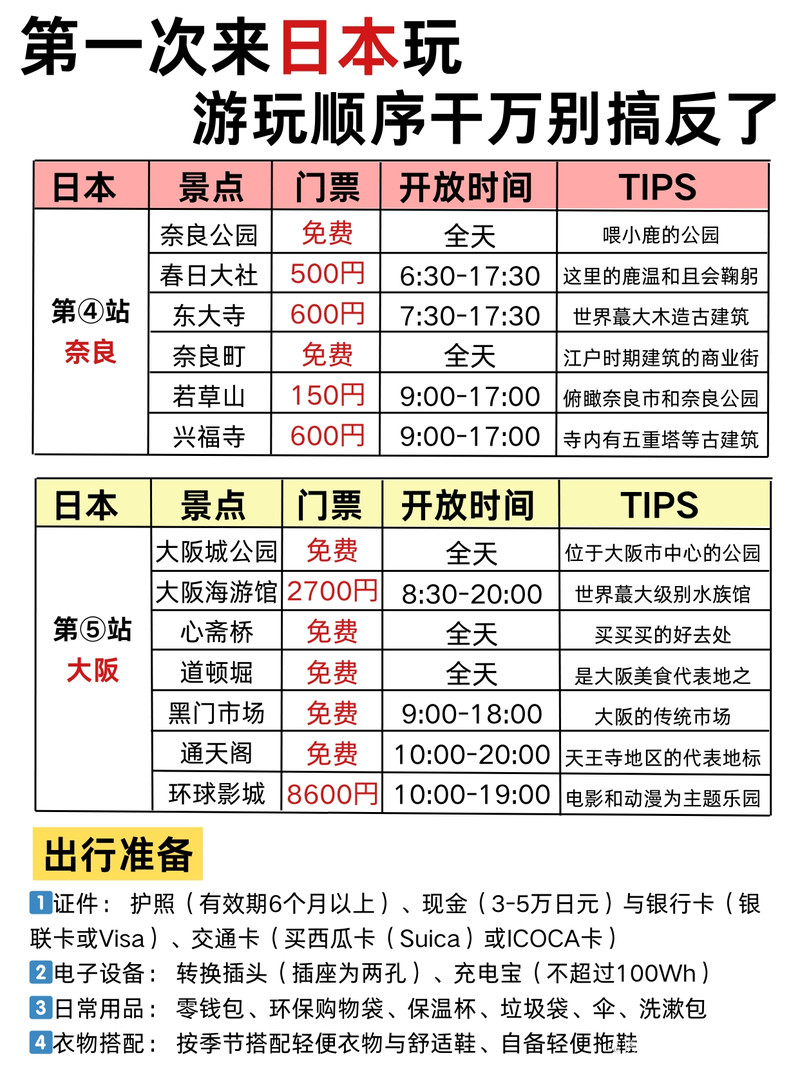 第一次来日本玩
游玩顺序千万别搞反了
日本 景点 门票 开放时间 TIPS
奈良公园 免费 全天 喂小鹿的公园
春日大社 500円 6:30-17:30 这里的鹿温和且会鞠躬
第④站 东大寺 600円 7:30-17:30 世界蕞大木造古建筑
奈良 奈良町 免费 全天 江户时期建筑的商业街
若草山 150円 9:00-17:00 俯瞰奈良市和奈良公园
兴福寺 600円 9:00-17:00 寺内有五重塔等古建筑
日本 景点 门票 开放时间 TIPS
大阪城公园 免费 全天 位于大阪市中心的公园
大阪海游馆 2700円 8:30-20:00 世界蕞大级别水族馆
第⑤站 心斋桥 免费 全天 买买买的好去处
大阪 道顿堀 免费 全天 是大阪美食代表地之
黑门市场 免费 9:00-18:00 大阪的传统市场
通天阁 免费 10:00-20:00 天王寺地区的代表地标
环球影城 8600円 10:00-19:00 电影和动漫为主题乐园
出行准备
1证件： 护照（有效期6个月以上）、现金（3-5万日元）与银行卡（银
联卡或Visa）、交通卡（买西瓜卡（Suica）或ICOCA卡）
2电子设备： 转换插头（插座为两孔）、充电宝（不超过100Wh）
3日常用品： 零钱包、环保购物袋、保温杯、垃圾袋、伞、洗漱包
4衣物搭配： 按季节搭配轻便衣物与舒适鞋、自备轻便拖鞋